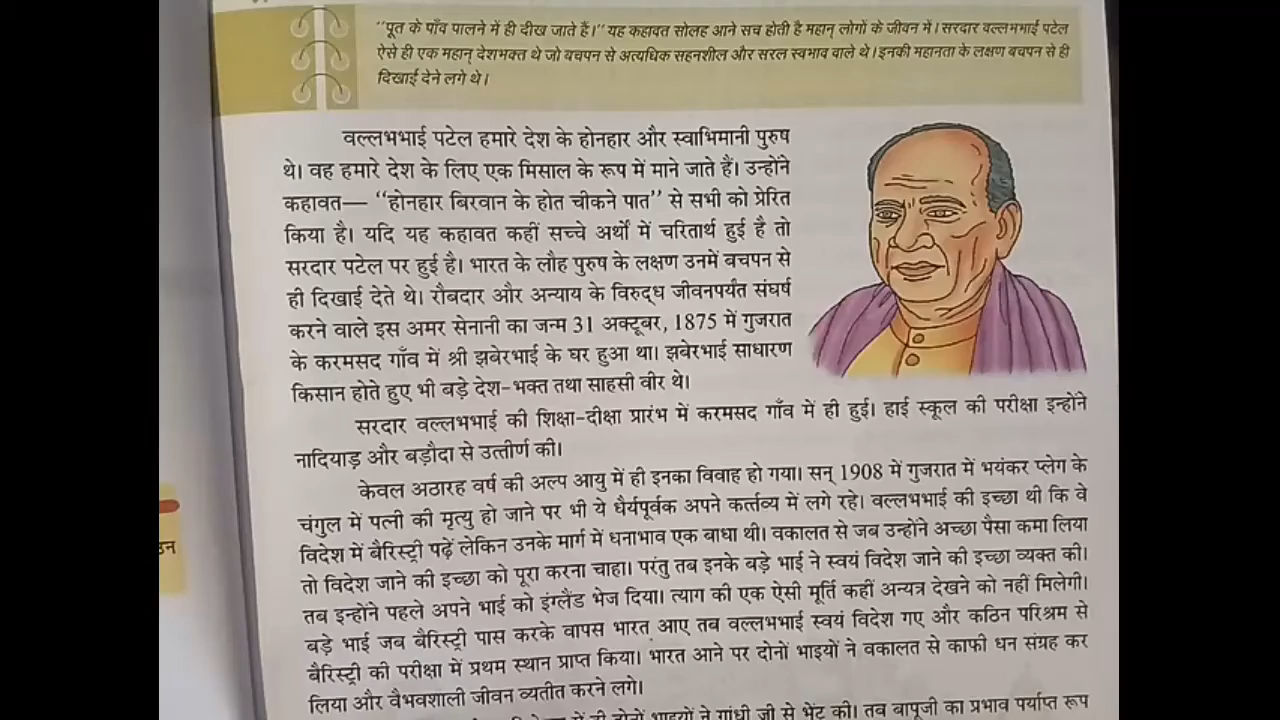 "पूत के पाँव पालने में ही दीख जाते हैं।" यह कहावत सोलह आने सच होती है महान् लोगों के जीवन में। सरदार वल्लभभाई पटेल
ऐसे ही एक महान् देशभक्त थे जो बचपन से अत्यधिक सहनशील और सरल स्वभाव वाले थे। इनकी महानता के लक्षण बचपन से ही
दिखाई देने लगे थे।
वल्लभभाई पटेल हमारे देश के होनहार और स्वाभिमानी पुरुष
थे। वह हमारे देश के लिए एक मिसाल के रूप में माने जाते हैं। उन्होंने
कहावत— "होनहार बिरवान के होत चीकने पात" से सभी को प्रेरित
किया है। यदि यह कहावत कहीं सच्चे अर्थों में चरितार्थ हुई है तो
सरदार पटेल पर हुई है। भारत के लौह पुरुष के लक्षण उनमें बचपन से
ही दिखाई देते थे। रौबदार और अन्याय के विरुद्ध जीवनपर्यंत संघर्ष
करने वाले इस अमर सेनानी का जन्म 31 अक्टूबर, 1875 में गुजरात
के करमसद गाँव में श्री झबेरभाई के घर हुआ था। झबेरभाई साधारण
किसान होते हुए भी बड़े देश-भक्त तथा साहसी वीर थे।
सरदार वल्लभभाई की शिक्षा-दीक्षा प्रारंभ में करमसद गाँव में ही हुई। हाई स्कूल की परीक्षा इन्होंने
नादियाड़ और बड़ौदा से उत्तीर्ण की।
केवल अठारह वर्ष की अल्प आयु में ही इनका विवाह हो गया। सन् 1908 में गुजरात में भयंकर प्लेग के
चंगुल में पत्नी की मृत्यु हो जाने पर भी ये धैर्यपूर्वक अपने कर्त्तव्य में लगे रहे। वल्लभभाई की इच्छा थी कि वे
विदेश में बैरिस्ट्री पढ़ें लेकिन उनके मार्ग में धनाभाव एक बाधा थी। वकालत से जब उन्होंने अच्छा पैसा कमा लिया
तो विदेश जाने की इच्छा को पूरा करना चाहा। परंतु तब इनके बड़े भाई ने स्वयं विदेश जाने की इच्छा व्यक्त की।
तब इन्होंने पहले अपने भाई को इंग्लैंड भेज दिया। त्याग की एक ऐसी मूर्ति कहीं अन्यत्र देखने को नहीं मिलेगी।
बड़े भाई जब बैरिस्ट्री पास करके वापस भारत आए तब वल्लभभाई स्वयं विदेश गए और कठिन परिश्रम से
बैरिस्ट्री की परीक्षा में प्रथम स्थान प्राप्त किया। भारत आने पर दोनों भाइयों ने वकालत से काफी धन संग्रह कर
लिया और वैभवशाली जीवन व्यतीत करने लगे।
में ही दोनों भाइयों ने गांधी जी से भेंट की। तब बापूजी का प्रभाव पर्याप्त रूप